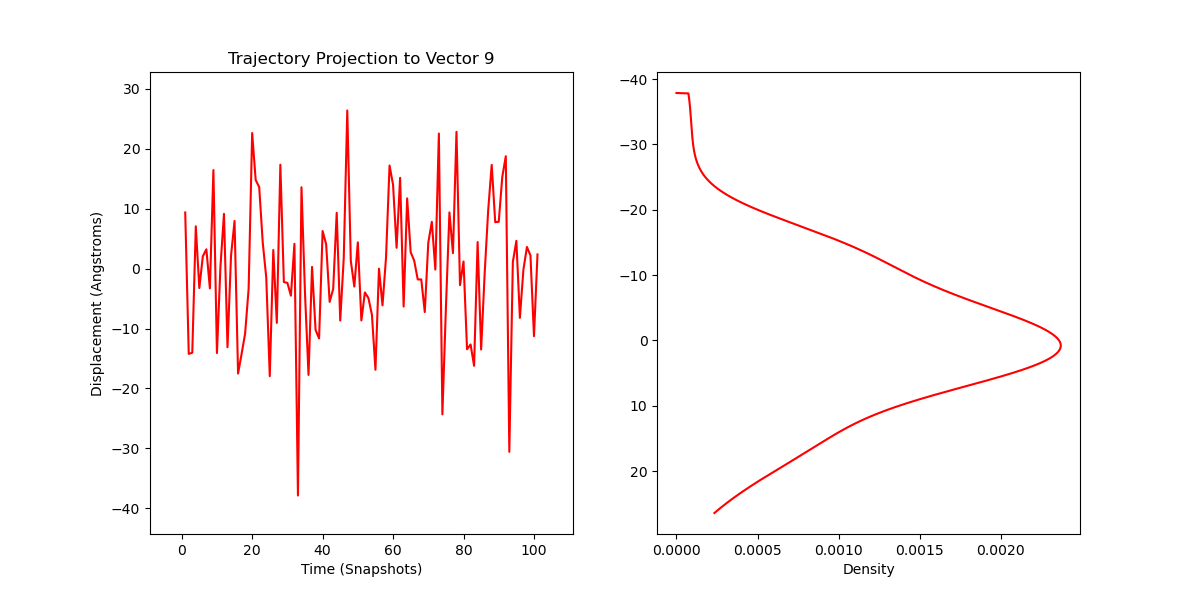 Trajectory Projection to Vector 9
Displacement (Angstroms)
30
20
10
0
−10
−20
−30
−40
0 20 40 60 80 100
Time (Snapshots)
−40
−30
−20
−10
0
10
20
0.0000 0.0005 0.0010 0.0015 0.0020
Density